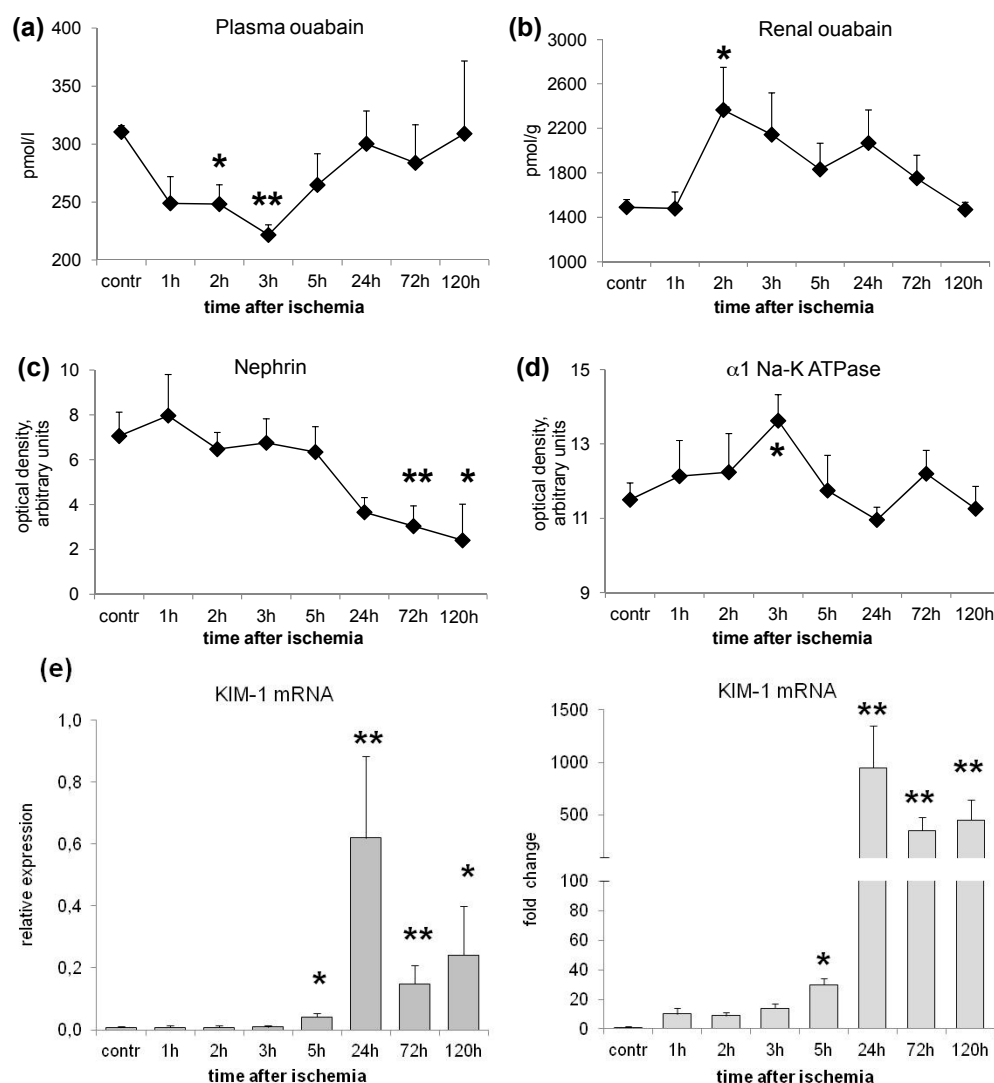 (a) Plasma ouabain
400
350
300
250
200
pmol/l
*
**
contr 1h 2h 3h 5h 24h 72h 120h
time after ischemia
(b) Renal ouabain
3000
2600
2200
1800
1400
1000
pmol/g
*
contr 1h 2h 3h 5h 24h 72h 120h
time after ischemia
(c) Nephrin
10
8
6
4
2
0
optical density,
arbitrary units
**
*
contr 1h 2h 3h 5h 24h 72h 120h
time after ischemia
(d) α1 Na-K ATPase
15
13
11
9
optical density,
arbitrary units
*
contr 1h 2h 3h 5h 24h 72h 120h
time after ischemia
(e)
KIM-1 mRNA
1,0
0,8
0,6
0,4
0,2
0,0
relative expression
*
**
**
*
contr 1h 2h 3h 5h 24h 72h 120h
time after ischemia
KIM-1 mRNA
1500
1000
500
100
80
60
40
20
0
fold change
*
**
**
**
contr 1h 2h 3h 5h 24h 72h 120h
time after ischemia